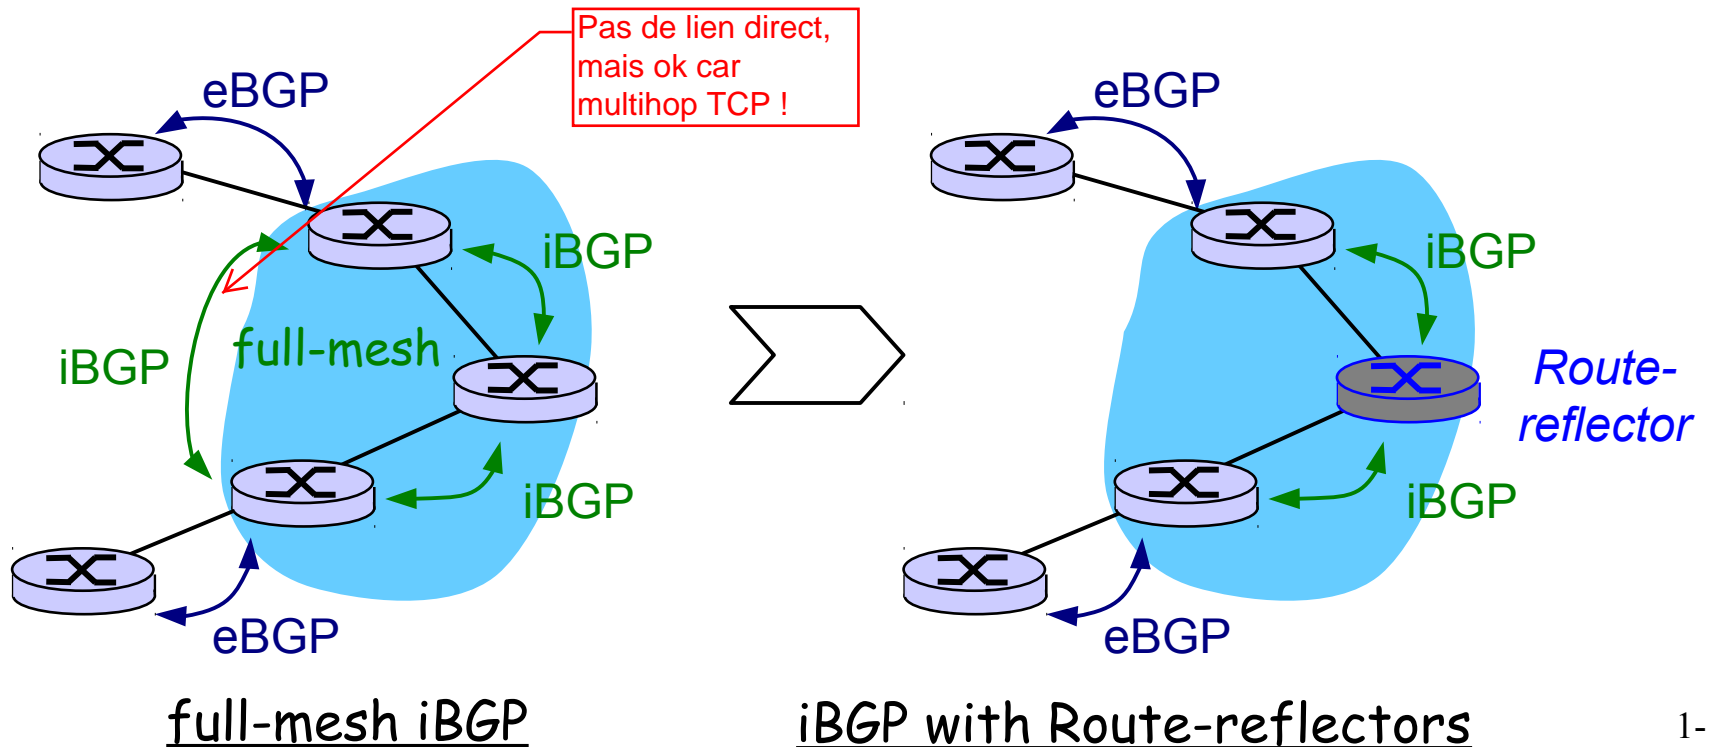 Pas de lien direct,
mais ok car
multihop TCP !
eBGP
iBGP
iBGP
full-mesh
iBGP
eBGP
full-mesh iBGP
eBGP
iBGP
Route-
reflector
iBGP
eBGP
iBGP with Route-reflectors
1-